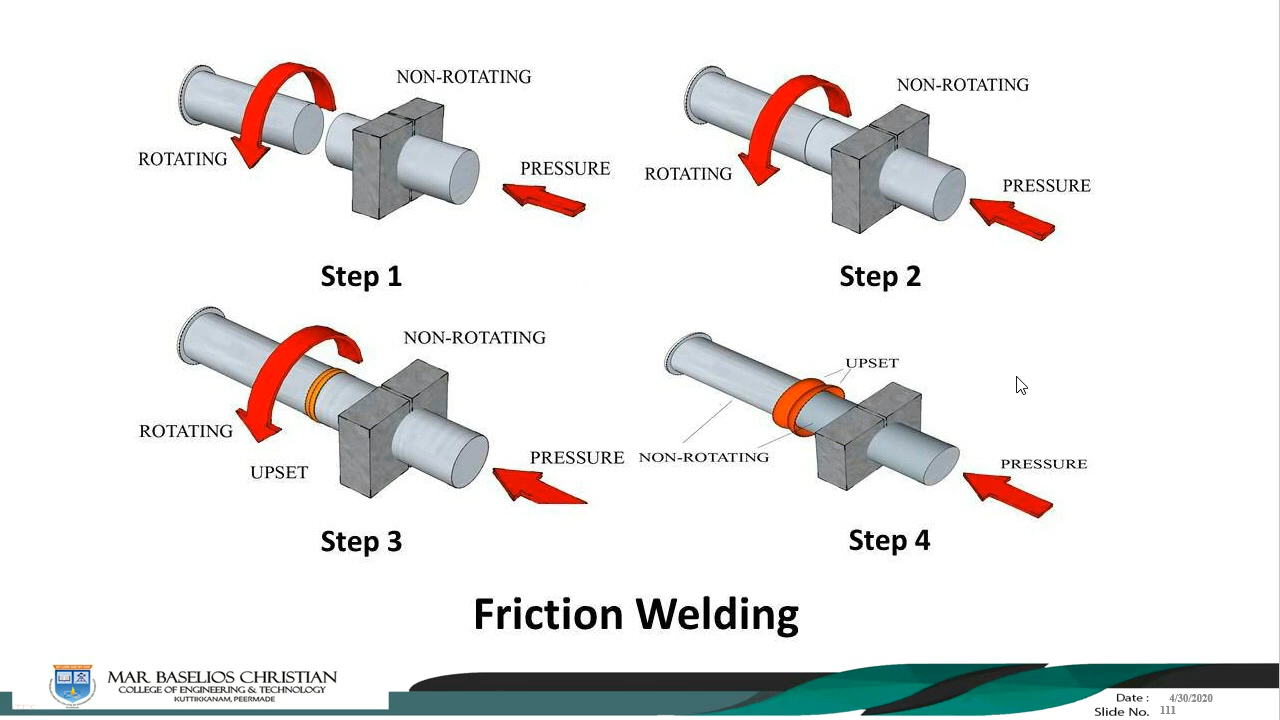 NON-ROTATING
ROTATING
PRESSURE
Step 1
NON-ROTATING
ROTATING
PRESSURE
Step 2
NON-ROTATING
ROTATING
UPSET
PRESSURE
Step 3
UPSET
NON-ROTATING
PRESSURE
Step 4
Friction Welding
MAR BASELIOS CHRISTIAN
COLLEGE OF ENGINEERING & TECHNOLOGY
KUTTIKKANAM, PEERMADE
Date : 4/30/2020
Slide No. 111